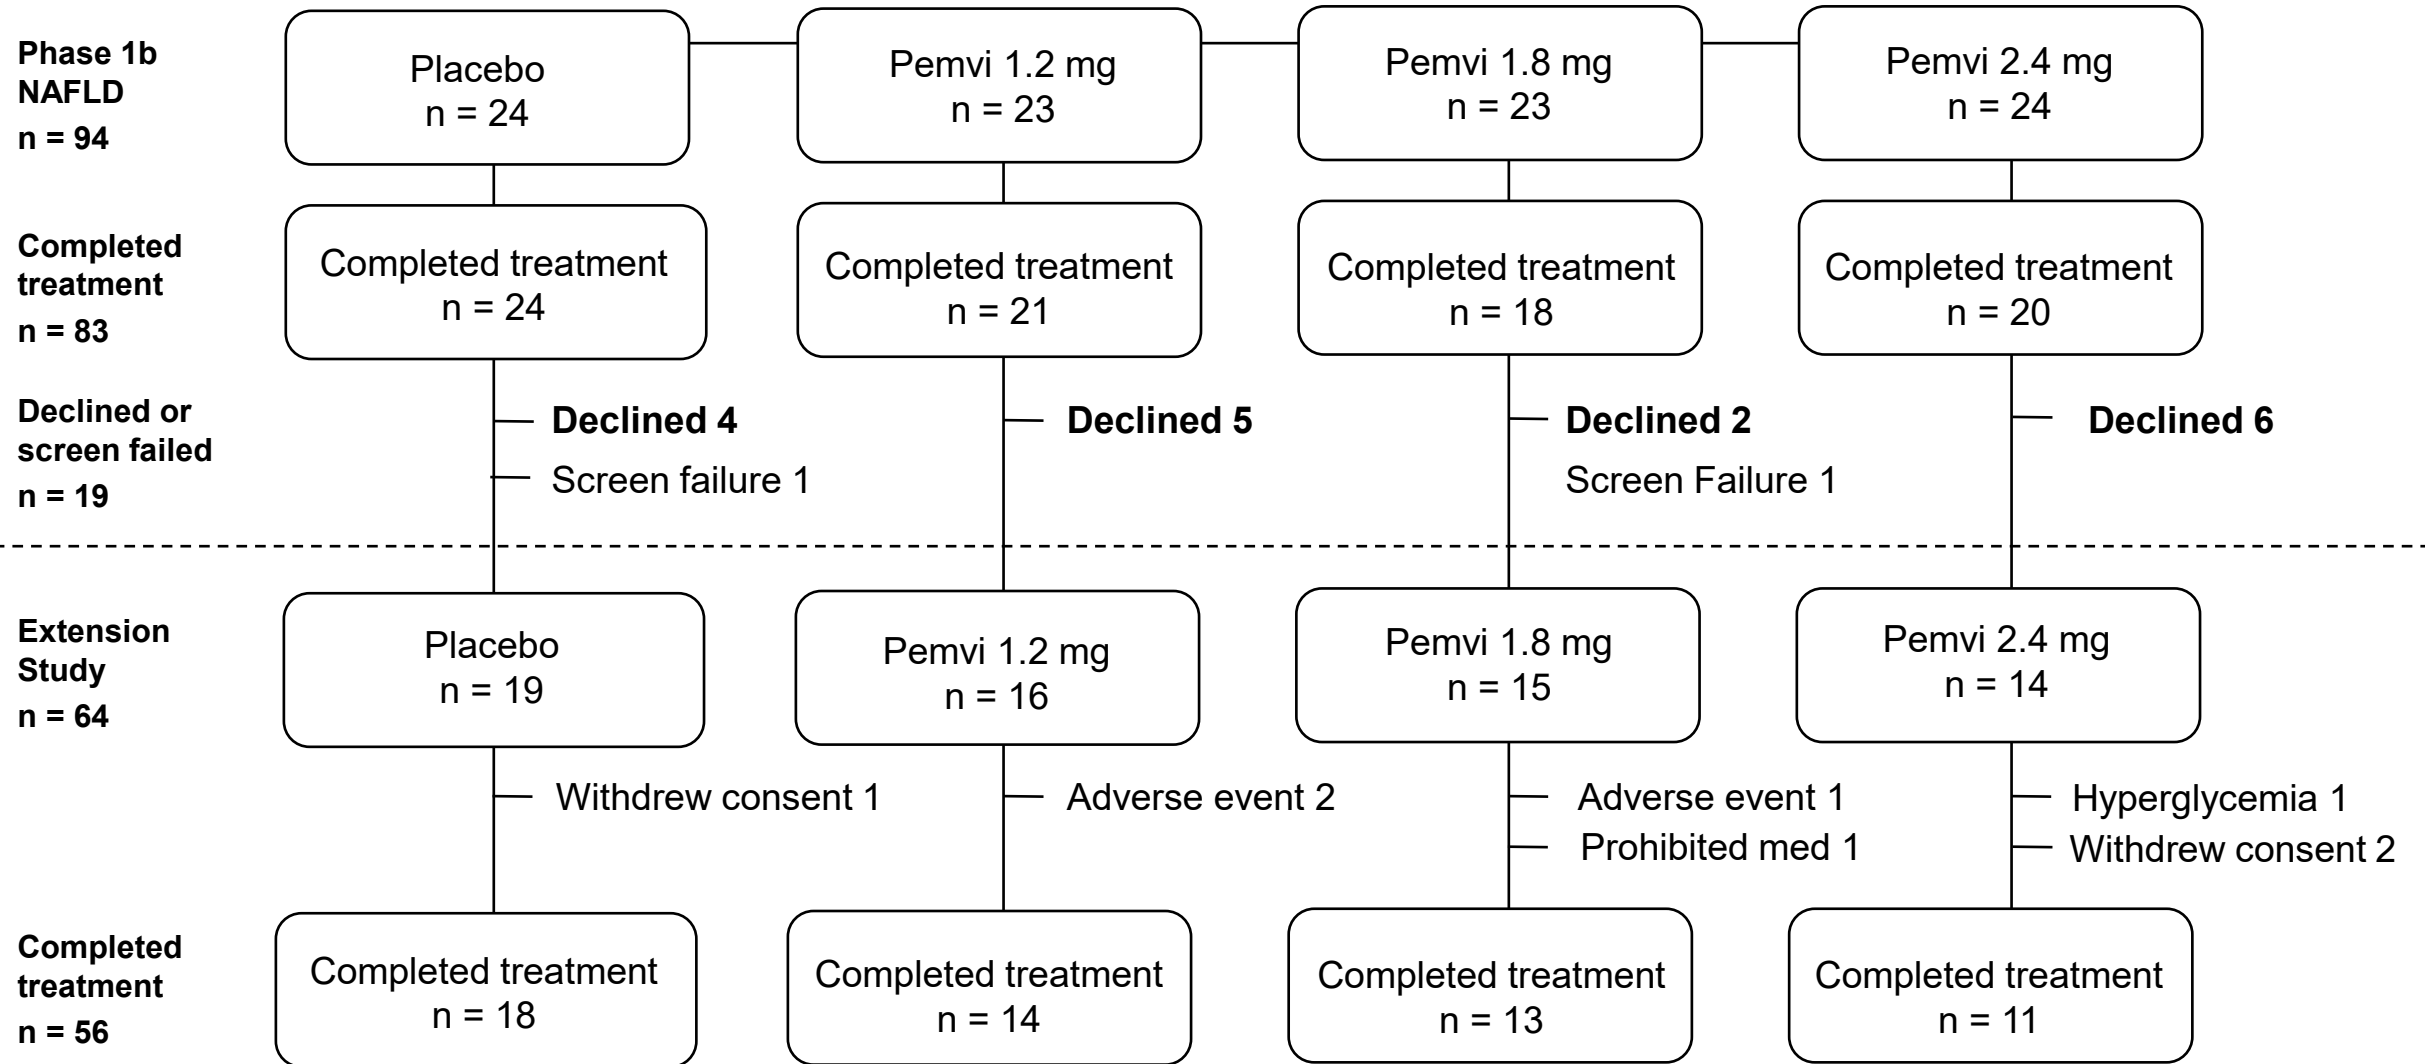 Phase 1b
NAFLD
n = 94
Placebo
n = 24
Pemvi 1.2 mg
n = 23
Pemvi 1.8 mg
n = 23
Pemvi 2.4 mg
n = 24
Completed
treatment
n = 83
Completed treatment
n = 24
Completed treatment
n = 21
Completed treatment
n = 18
Completed treatment
n = 20
Declined or
screen failed
n = 19
Declined 4
Screen failure 1
Declined 5
Declined 2
Screen Failure 1
Declined 6
Extension
Study
n = 64
Placebo
n = 19
Pemvi 1.2 mg
n = 16
Pemvi 1.8 mg
n = 15
Pemvi 2.4 mg
n = 14
Withdrew consent 1
Adverse event 2
Adverse event 1
Prohibited med 1
Hyperglycemia 1
Withdrew consent 2
Completed
treatment
n = 56
Completed treatment
n = 18
Completed treatment
n = 14
Completed treatment
n = 13
Completed treatment
n = 11